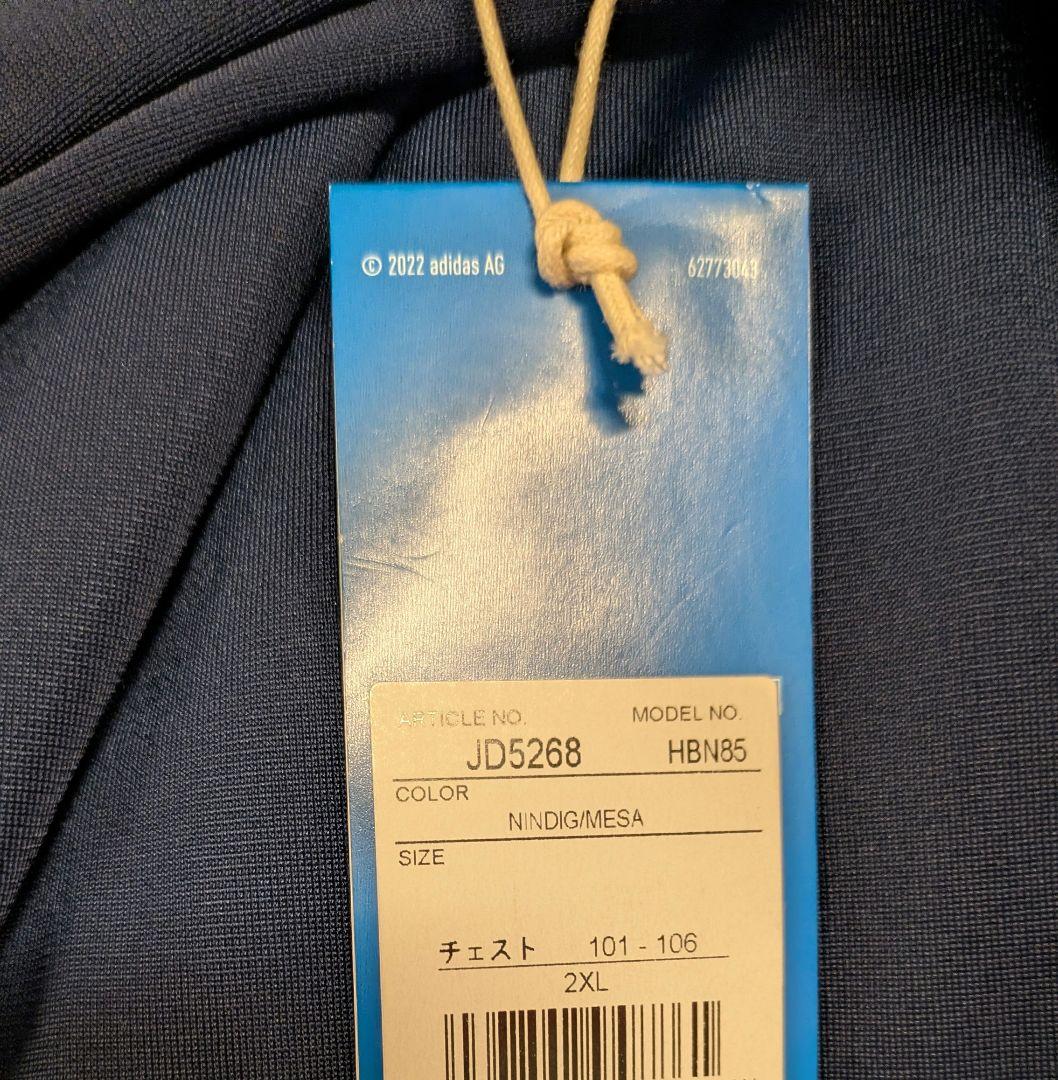 © 2022 adidas AG 62773043
ARTICLE NO. MODEL NO.
JD5268 HBN85
COLOR
NINDIG/MESA
SIZE
チェスト 101 - 106
2XL